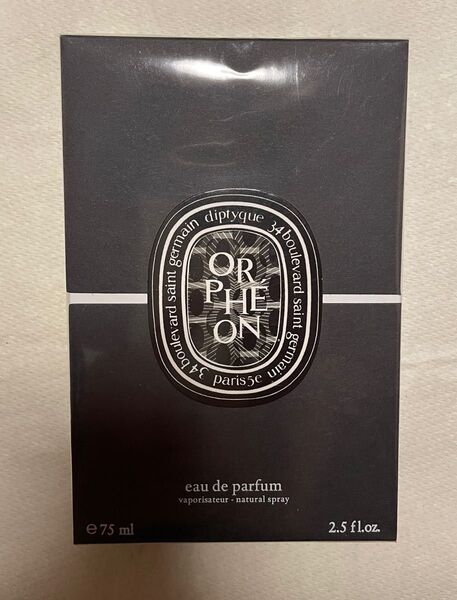 diptyque 34 boulevard saint germain paris 5e 34 boulevard saint germain
OR
PHÉ
ON
eau de parfum
vaporisateur - natural spray
e 75 ml
2.5 fl.oz.